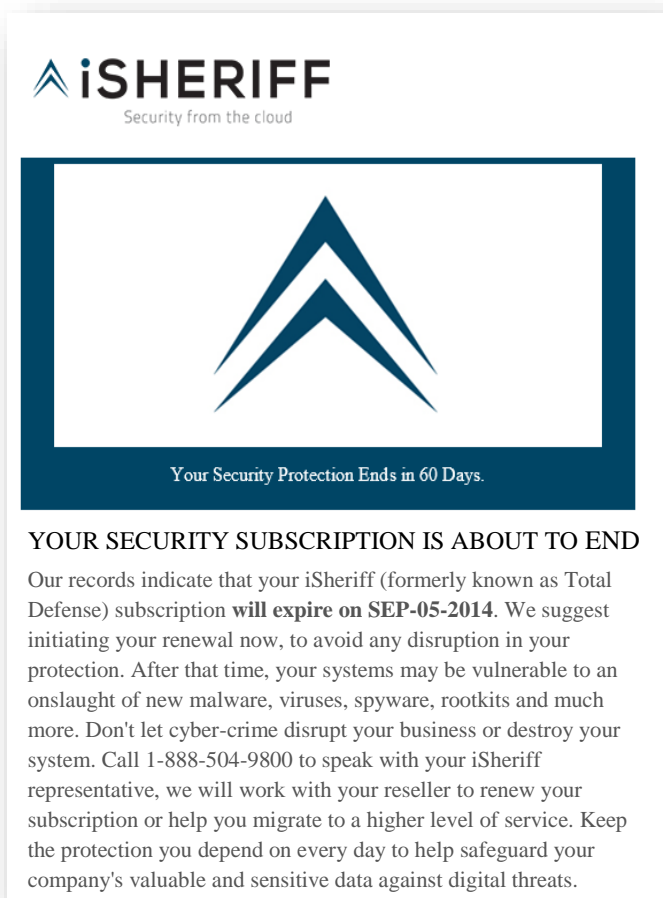 iSHERIFF
Security from the cloud
Your Security Protection Ends in 60 Days.
YOUR SECURITY SUBSCRIPTION IS ABOUT TO END
Our records indicate that your iSheriff (formerly known as Total
Defense) subscription will expire on SEP-05-2014. We suggest
initiating your renewal now, to avoid any disruption in your
protection. After that time, your systems may be vulnerable to an
onslaught of new malware, viruses, spyware, rootkits and much
more. Don't let cyber-crime disrupt your business or destroy your
system. Call 1-888-504-9800 to speak with your iSheriff
representative, we will work with your reseller to renew your
subscription or help you migrate to a higher level of service. Keep
the protection you depend on every day to help safeguard your
company's valuable and sensitive data against digital threats.